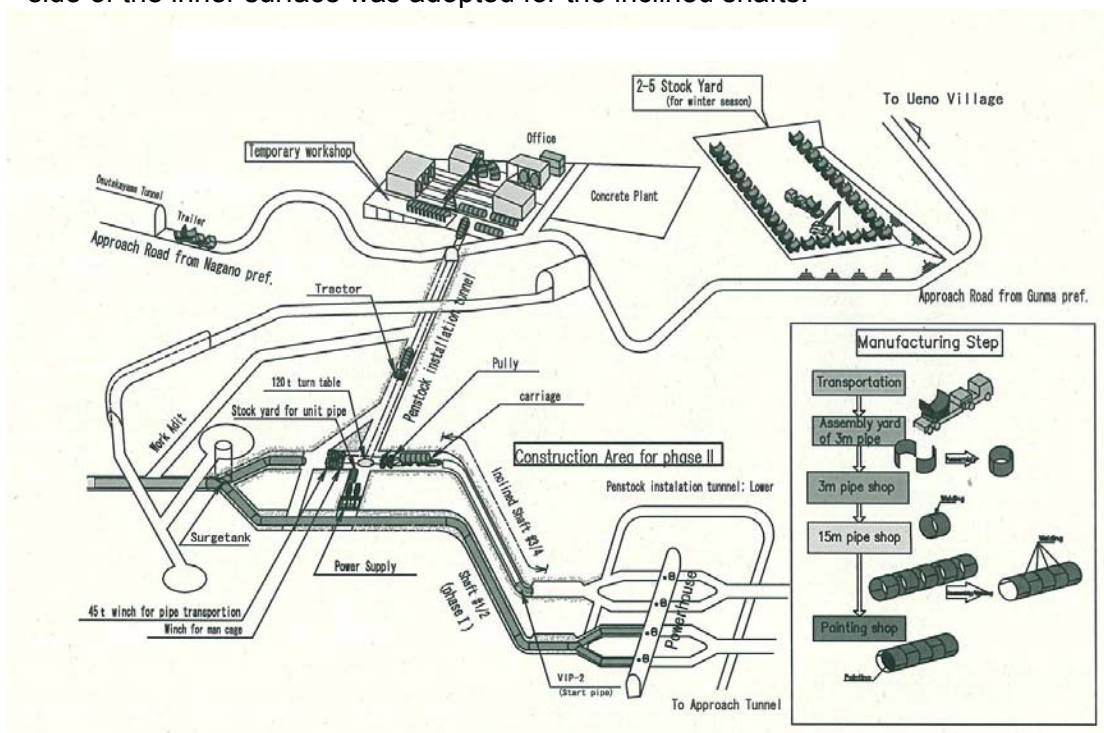 side of the inner surface was adopted for the inclined shafts.
2-5 Stock Yard
(for winter season)
To Ueno Village
Office
Temporary workshop
Concrete Plant
Osutakayama Tunnel
Trailer
Approach Road from Nagano pref.
Approach Road from Gunma pref.
Tractor
Penstock installation tunnel
Manufacturing Step
Pully
120t turn table
carriage
Transportation
Stock yard for unit pipe
Work Adit
Assembly yard
of 3m pipe
Construction Area for phase II
Inclined Shaft #3/4
Penstock instalation tunnnel: Lower
3m pipe shop
Welding
15m pipe shop
Surgetank
Power Supply
Welding
Shaft #1/2
(phase I)
Powerhouse
45t winch for pipe transportion
Winch for man cage
Painting shop
VIP-2
(Start pipe)
Painting
To Approach Tunnel